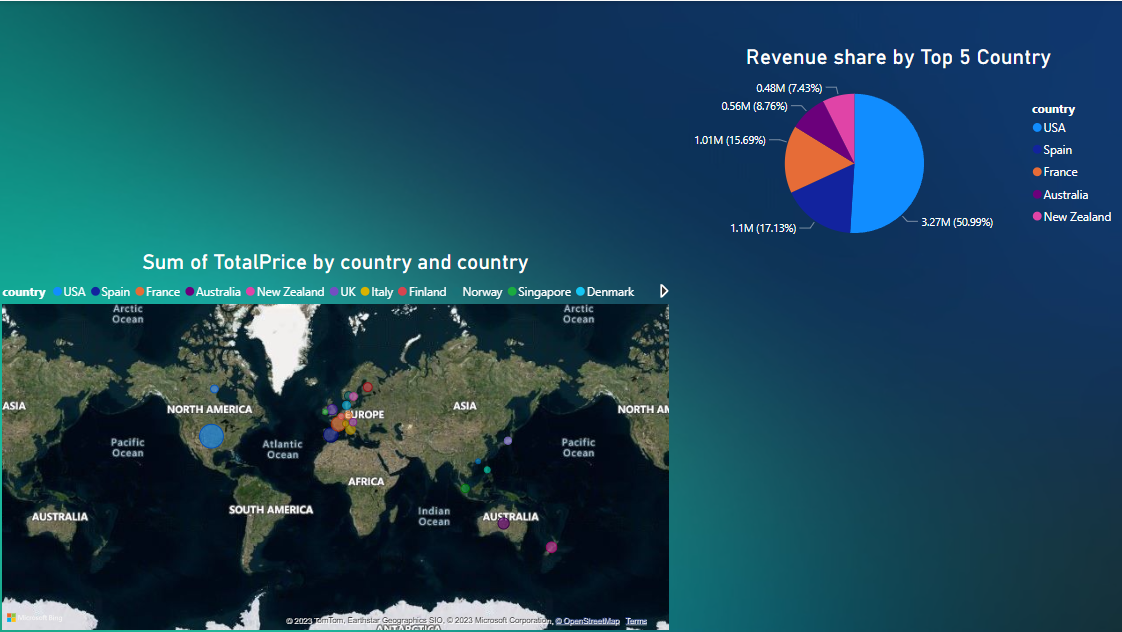 Revenue share by Top 5 Country
0.48M (7.43%)
0.56M (8.76%)
1.01M (15.69%)
1.1M (17.13%)
3.27M (50.99%)
country
USA
Spain
France
Australia
New Zealand
Sum of TotalPrice by country and country
country USA Spain France Australia New Zealand UK Italy Finland Norway Singapore Denmark
Arctic
Ocean
Arctic
Ocean
ASIA
NORTH AMERICA
EUROPE
ASIA
NORTH AM
Pacific
Ocean
Atlantic
Ocean
Pacific
Ocean
AFRICA
SOUTH AMERICA
Indian
Ocean
AUSTRALIA
AUSTRALIA
Microsoft Bing
© 2023 TomTom, Earthstar Geographics SIO, © 2023 Microsoft Corporation, © OpenStreetMap Terms
ANTARCTICA